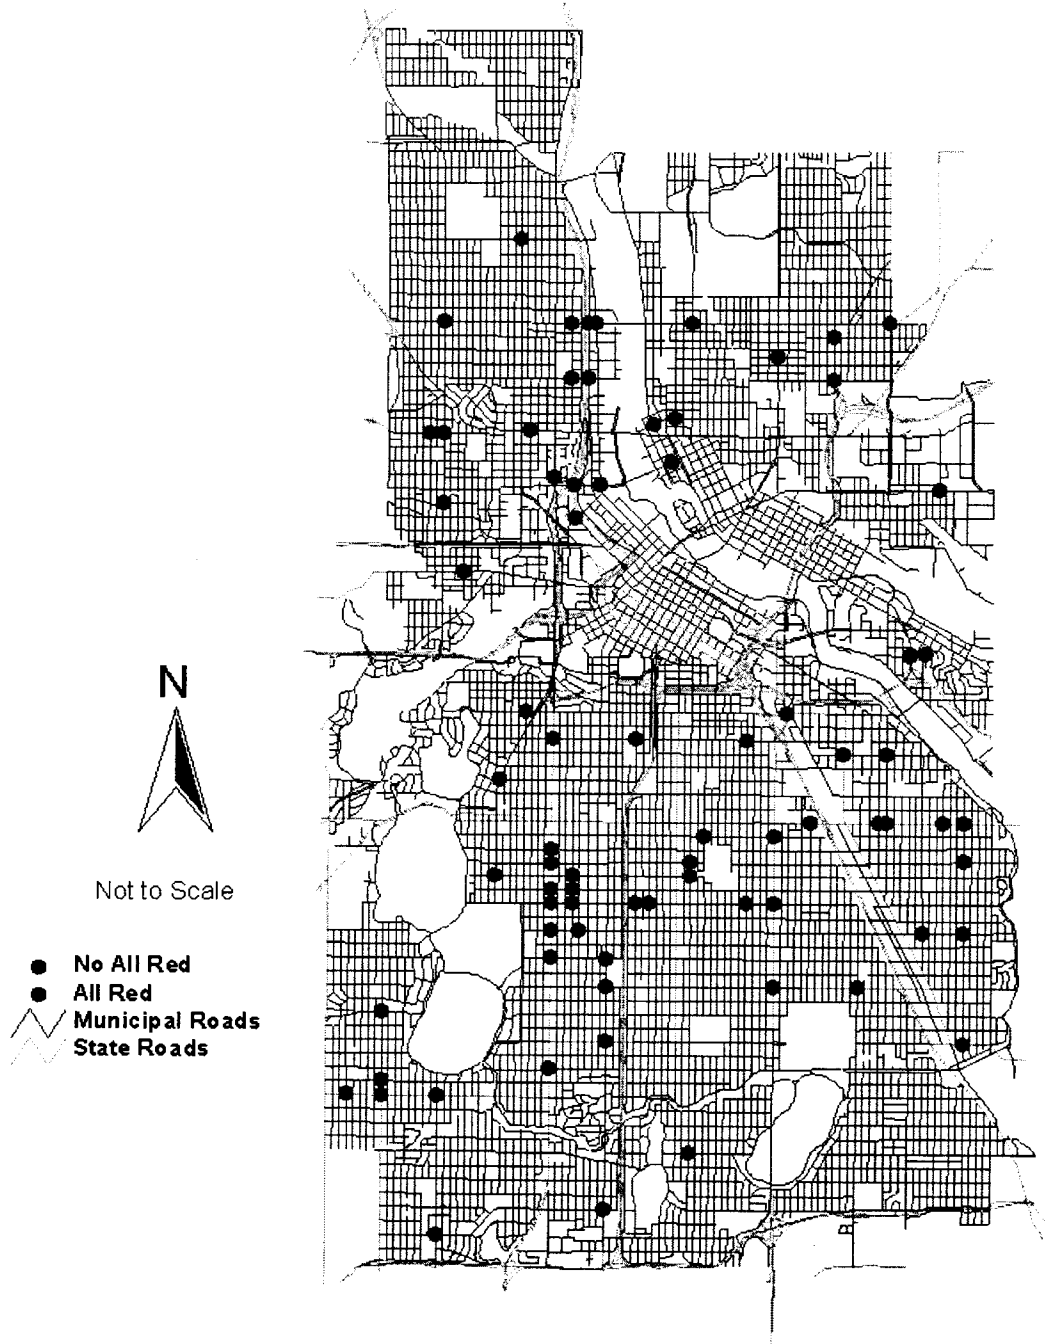 N
Not to Scale
No All Red
All Red
Municipal Roads
State Roads